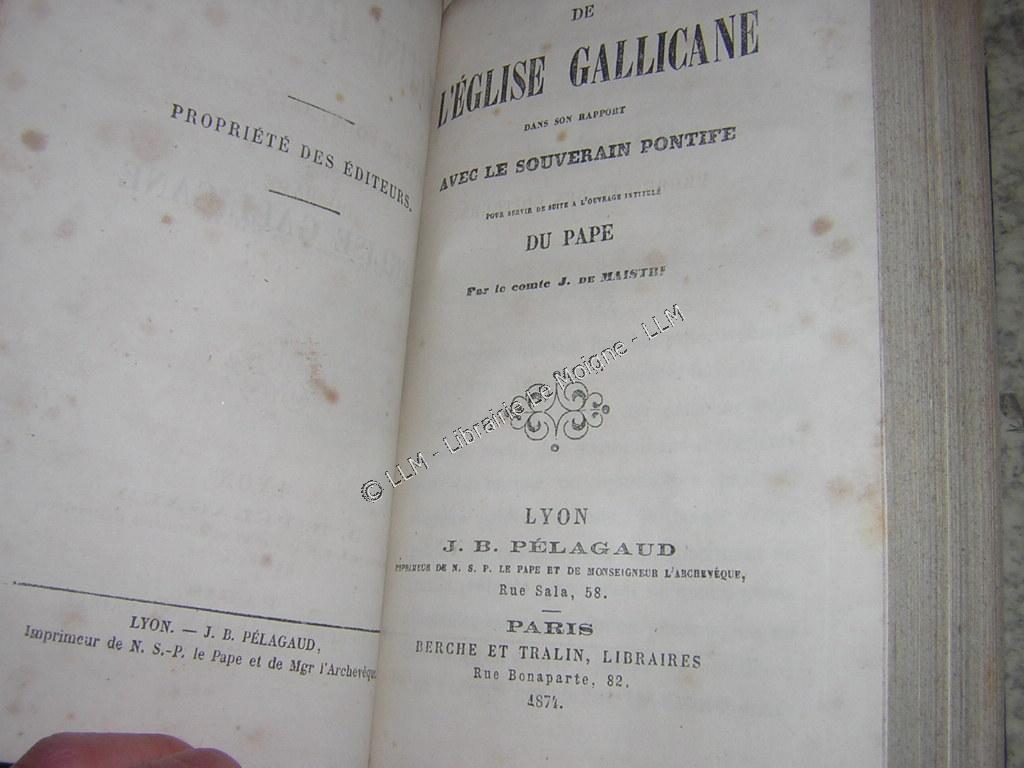 PROPRIÉTÉ DES ÉDITEURS.
LYON. — J. B. PÉLAGAUD,
Imprimeur de N. S.-P. le Pape et de Mgr l'Archevêque
DE
L'ÉGLISE GALLICANE
DANS SON RAPPORT
AVEC LE SOUVERAIN PONTIFE
POUR SERVIR DE SUITE A L'OUVRAGE INTITULÉ
DU PAPE
Par le comte J. DE MAISTRE
© LLM - Librairie Le Moigne - LLM
LYON
J. B. PÉLAGAUD
IMPRIMEUR DE N. S. P. LE PAPE ET DE MONSEIGNEUR L'ARCHEVÊQUE,
Rue Sala, 58.
PARIS
BERCHE ET TRALIN, LIBRAIRES
Rue Bonaparte, 82.
1874.